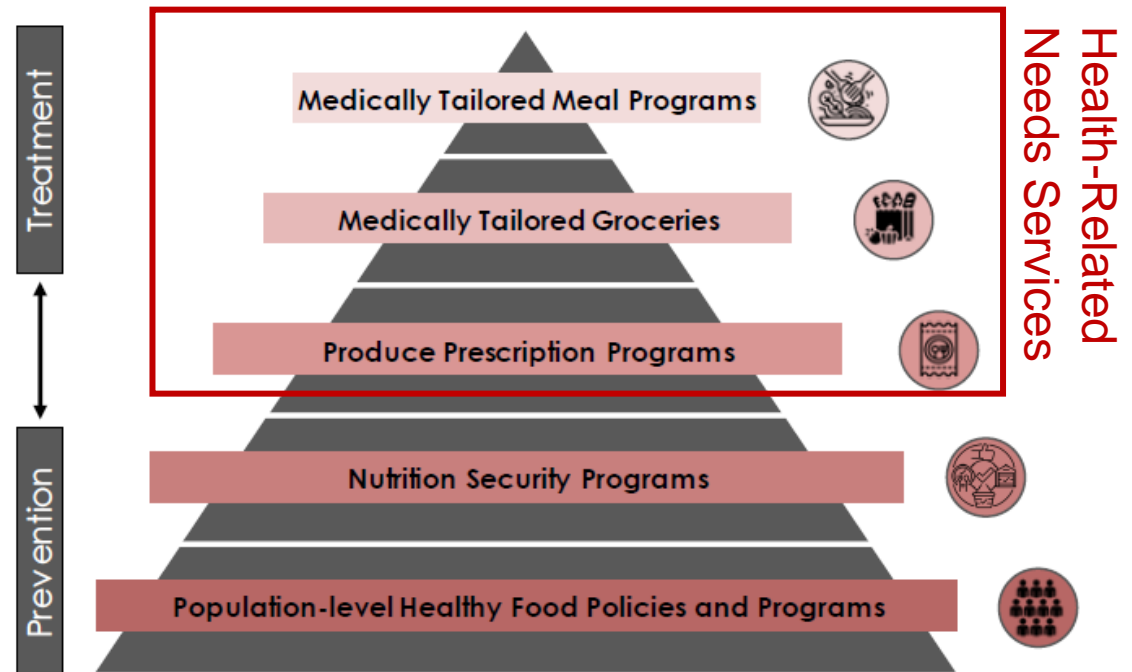 Treatment
Prevention
Medically Tailored Meal Programs
Medically Tailored Groceries
Produce Prescription Programs
Nutrition Security Programs
Population-level Healthy Food Policies and Programs
Health-Related
Needs Services